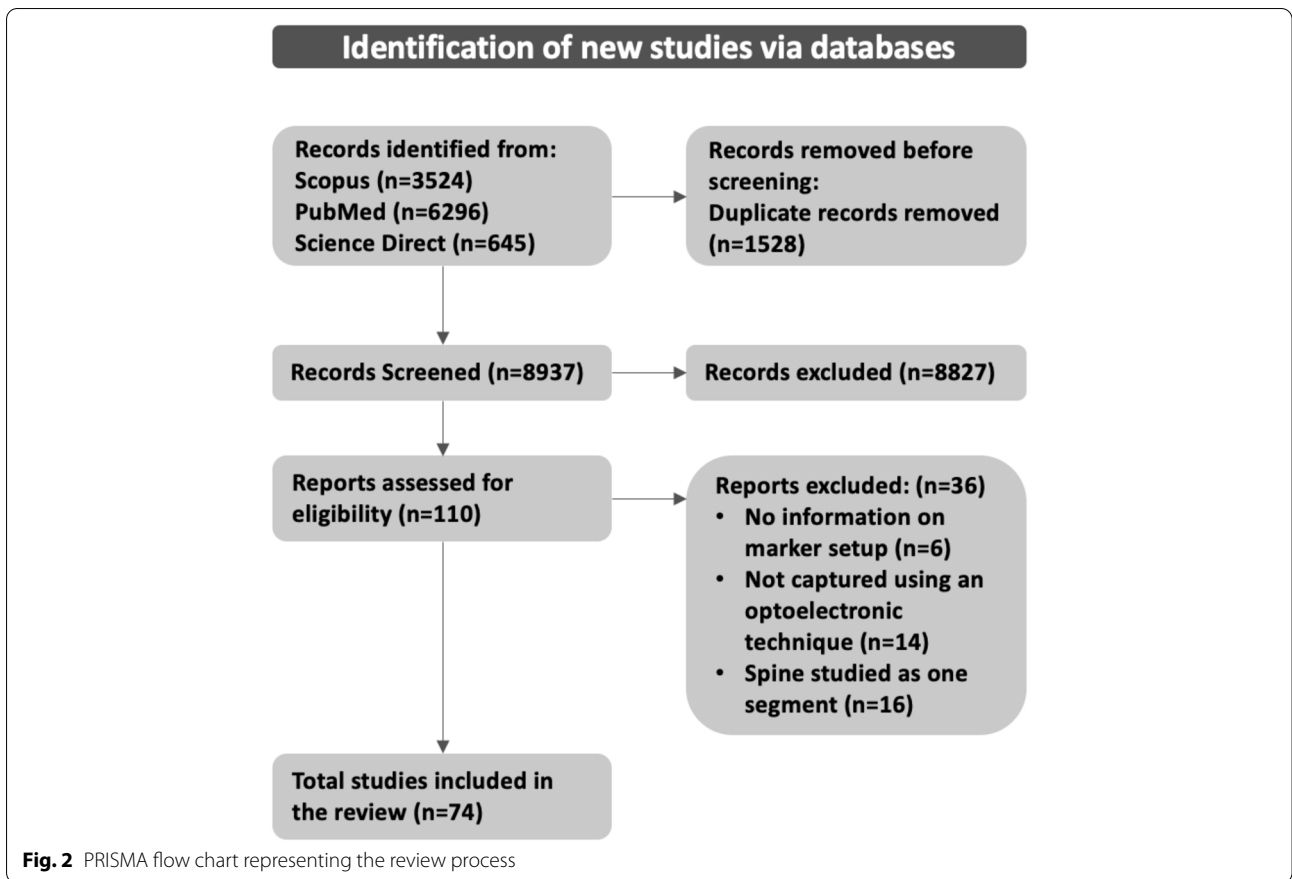 Identification of new studies via databases
Records identified from:
Scopus (n=3524)
PubMed (n=6296)
Science Direct (n=645)
Records removed before
screening:
Duplicate records removed
(n=1528)
Records Screened (n=8937)
Records excluded (n=8827)
Reports assessed for
eligibility (n=110)
Reports excluded: (n=36)
• No information on
marker setup (n=6)
• Not captured using an
optoelectronic
technique (n=14)
• Spine studied as one
segment (n=16)
Total studies included in
the review (n=74)
Fig. 2 PRISMA flow chart representing the review process